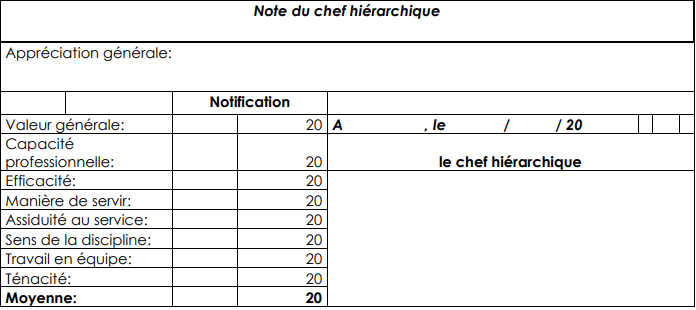 Note du chef hiérarchique
Appréciation générale:
Notification
Valeur générale: 20 A , le / / 20
Capacité
professionnelle: 20 le chef hiérarchique
Efficacité: 20
Manière de servir: 20
Assiduité au service: 20
Sens de la discipline: 20
Travail en équipe: 20
Ténacité: 20
Moyenne: 20